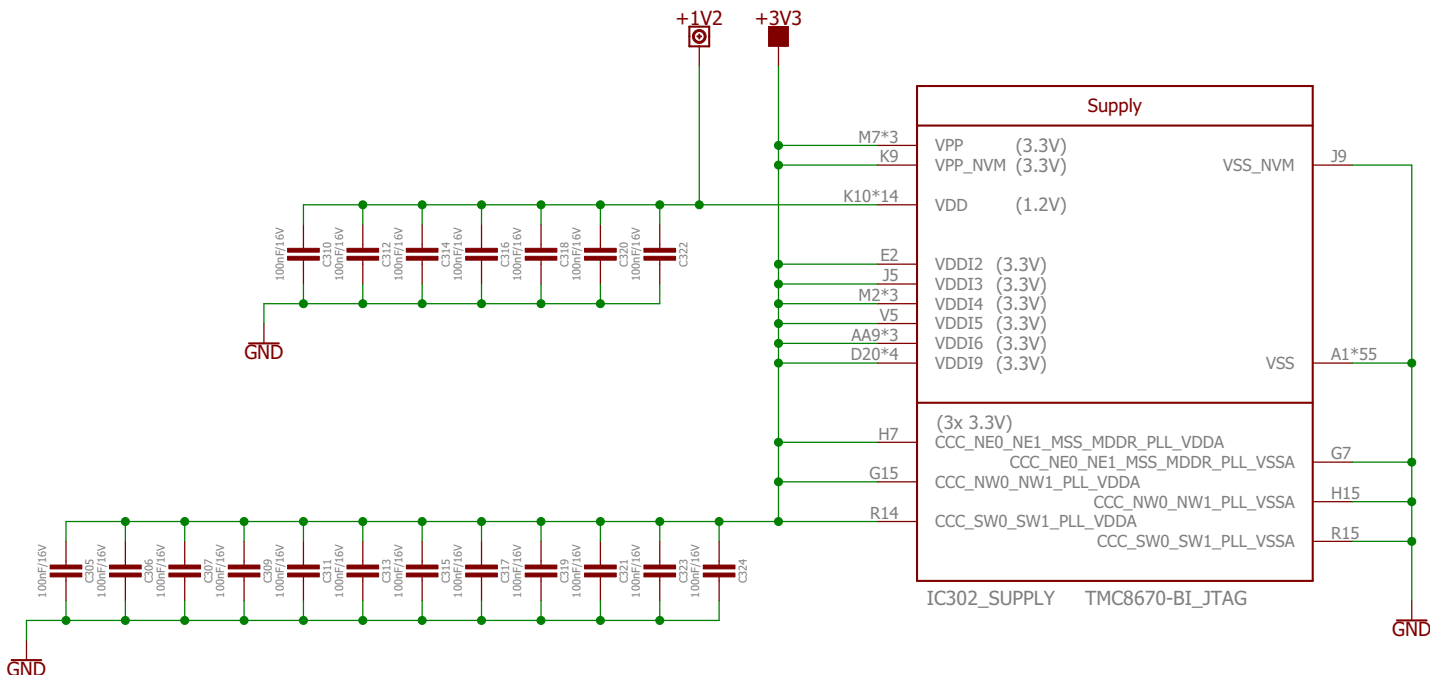 +1V2
+3V3
Supply
M7*3
VPP
(3.3V)
K9
VPP_NVM
(3.3V)
VSS_NVM
J9
K10*14
VDD
(1.2V)
100nF/16V
C310
100nF/16V
C312
100nF/16V
C314
100nF/16V
C316
100nF/16V
C318
100nF/16V
C320
100nF/16V
C322
E2
VDDI2
(3.3V)
J5
VDDI3
(3.3V)
M2*3
VDDI4
(3.3V)
V5
VDDI5
(3.3V)
AA9*3
VDDI6
(3.3V)
D20*4
VDDI9
(3.3V)
VSS
A1*55
GND
(3x 3.3V)
H7
CCC_NE0_NE1_MSS_MDDR_PLL_VDDA
CCC_NE0_NE1_MSS_MDDR_PLL_VSSA
G7
G15
CCC_NW0_NW1_PLL_VDDA
CCC_NW0_NW1_PLL_VSSA
H15
R14
CCC_SW0_SW1_PLL_VDDA
CCC_SW0_SW1_PLL_VSSA
R15
100nF/16V
C305
100nF/16V
C306
100nF/16V
C307
100nF/16V
C309
100nF/16V
C311
100nF/16V
C313
100nF/16V
C315
100nF/16V
C317
100nF/16V
C319
100nF/16V
C321
100nF/16V
C323
100nF/16V
C324
IC302_SUPPLY
TMC8670-BI_JTAG
GND
GND